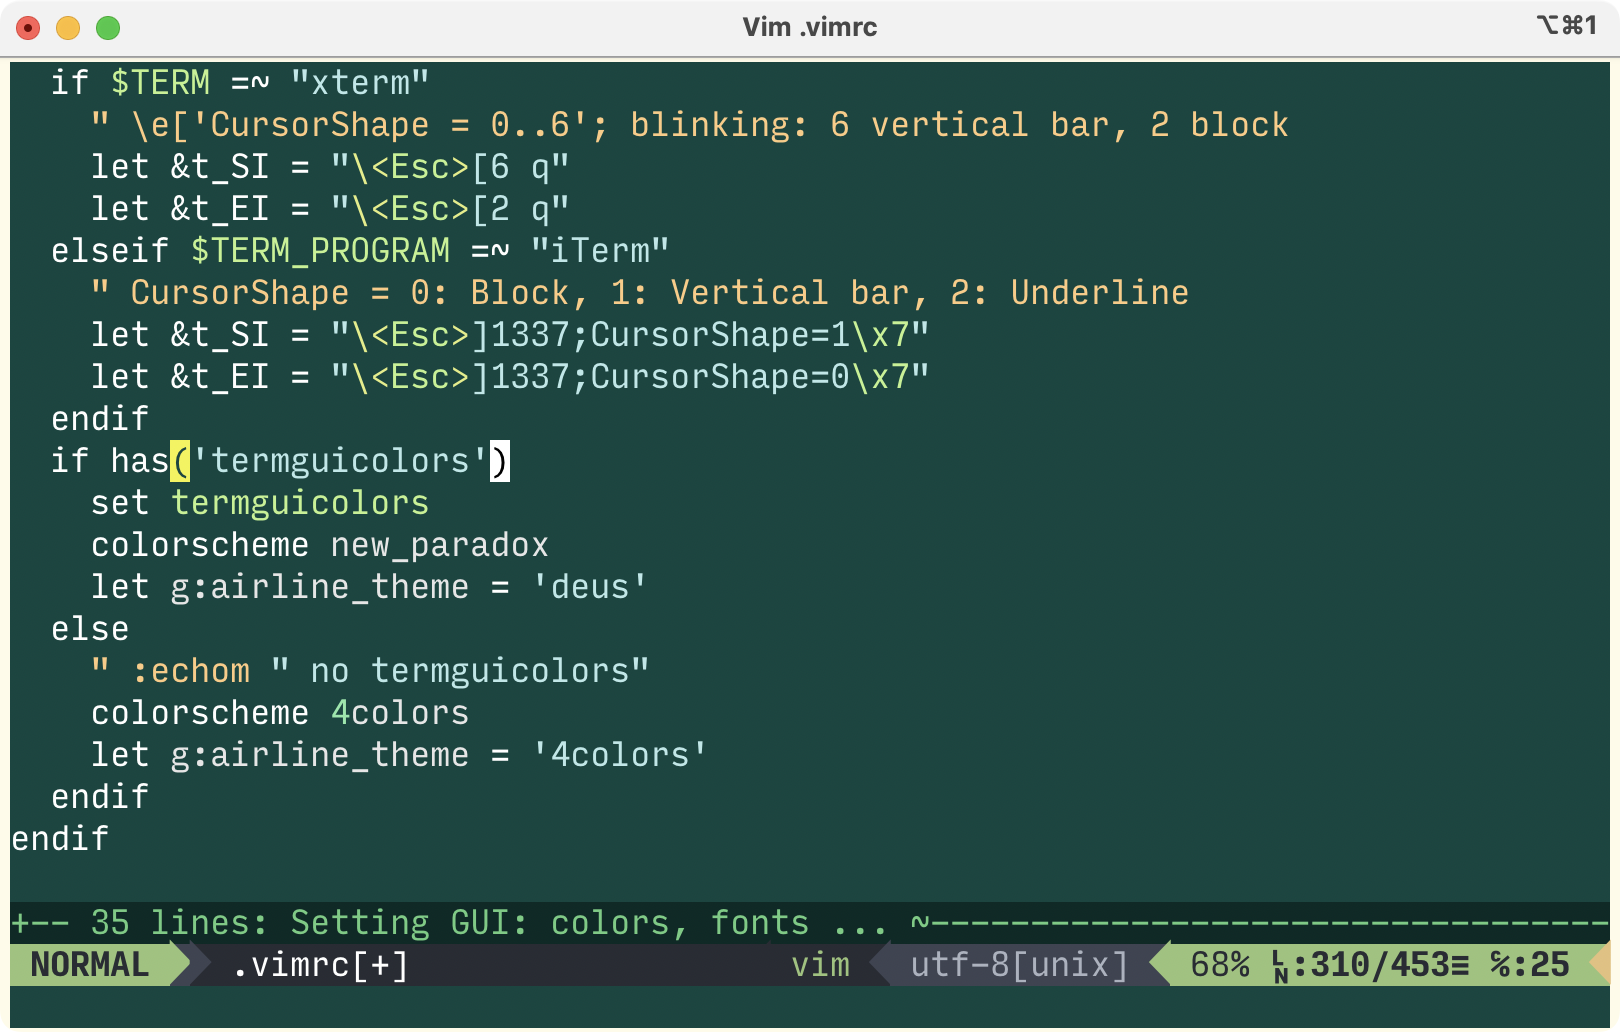 Vim .vimrc ⌥⌘1
  if $TERM =~ "xterm"
    " \e['CursorShape = 0..6'; blinking: 6 vertical bar, 2 block
    let &t_SI = "\<Esc>[6 q"
    let &t_EI = "\<Esc>[2 q"
  elseif $TERM_PROGRAM =~ "iTerm"
    " CursorShape = 0: Block, 1: Vertical bar, 2: Underline
    let &t_SI = "\<Esc>]1337;CursorShape=1\x7"
    let &t_EI = "\<Esc>]1337;CursorShape=0\x7"
  endif
  if has('termguicolors')
    set termguicolors
    colorscheme new_paradox
    let g:airline_theme = 'deus'
  else
    " :echom " no termguicolors"
    colorscheme 4colors
    let g:airline_theme = '4colors'
  endif
endif
+-- 35 lines: Setting GUI: colors, fonts ... ~----------------------------------
NORMAL .vimrc[+] vim utf-8[unix] 68% ␤:310/453≡ ℅:25